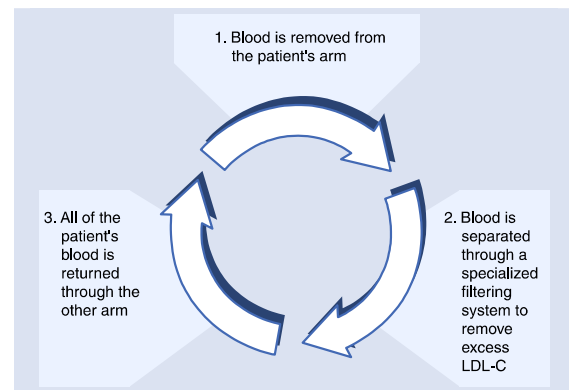 1. Blood is removed from
the patient's arm
2. Blood is
separated
through a
specialized
filtering
system to
remove
excess
LDL-C
3. All of the
patient's
blood is
returned
through the
other arm